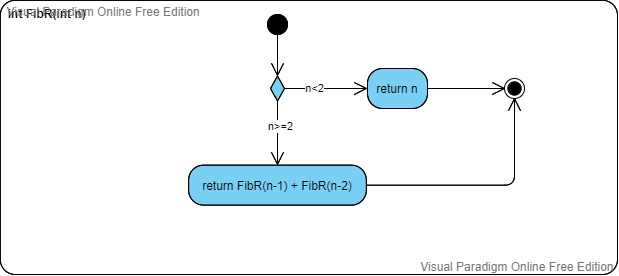 Visual Paradigm Online Free Edition
int FibR(int n)
n<2
return n
n>=2
return FibR(n-1) + FibR(n-2)
Visual Paradigm Online Free Edition